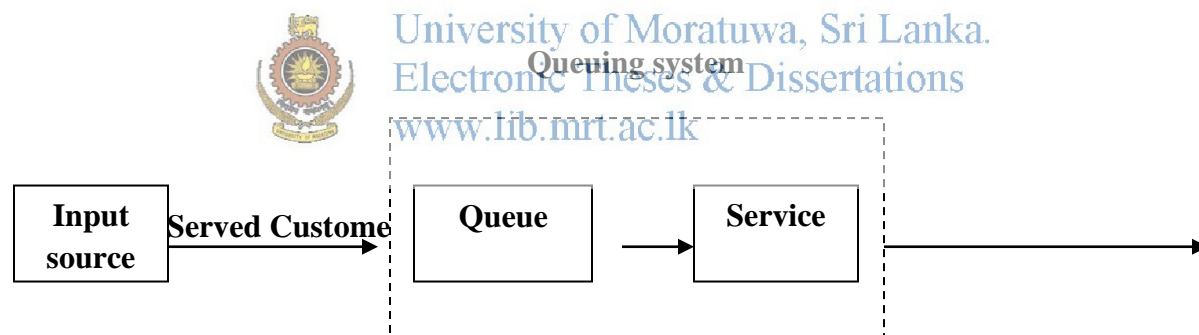 University of Moratuwa, Sri Lanka.
Queuing system
Electronic Theses & Dissertations
www.lib.mrt.ac.lk
Input
source
Served Custome
Queue
Service